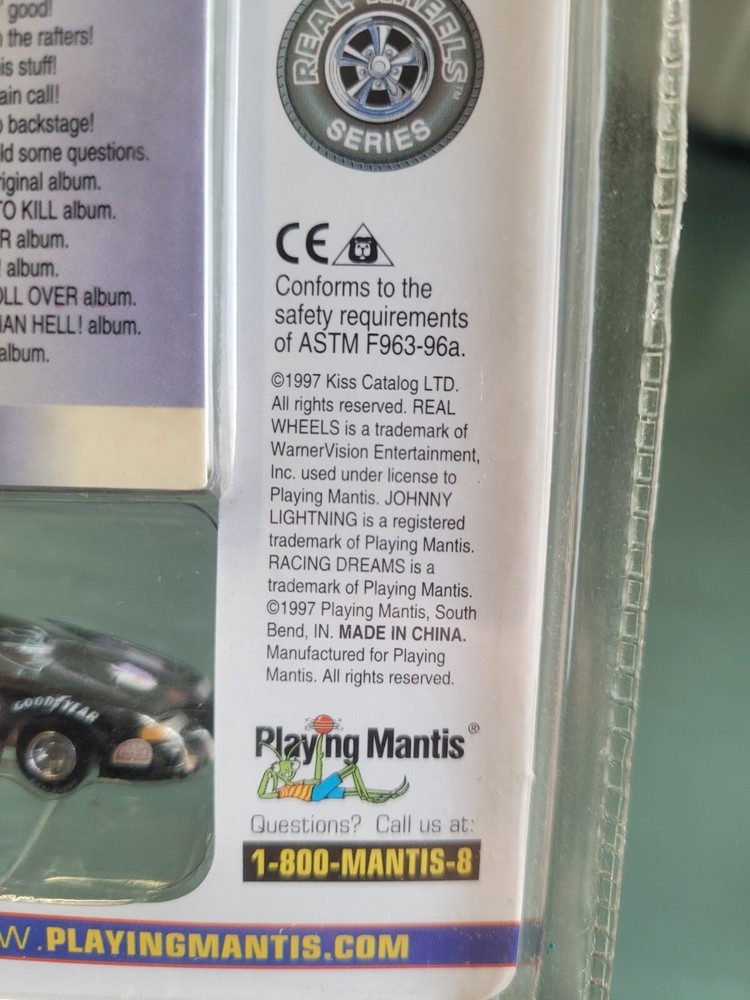 good!
the rafters!
is stuff!
ain call!
backstage!
ld some questions.
riginal album.
TO KILL album.
R album.
! album.
OLL OVER album.
IAN HELL! album.
album.
REAL WHEELS™
SERIES
CE
Conforms to the
safety requirements
of ASTM F963-96a.
©1997 Kiss Catalog LTD.
All rights reserved. REAL
WHEELS is a trademark of
WarnerVision Entertainment,
Inc. used under license to
Playing Mantis. JOHNNY
LIGHTNING is a registered
trademark of Playing Mantis.
RACING DREAMS is a
trademark of Playing Mantis.
©1997 Playing Mantis, South
Bend, IN. MADE IN CHINA.
Manufactured for Playing
Mantis. All rights reserved.
GOODYEAR
Playing Mantis®
Questions? Call us at:
1-800-MANTIS-8
W.PLAYINGMANTIS.COM